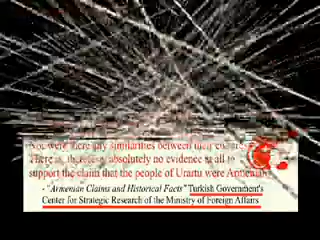 Nor were there any similarities between their cultures.
There is, therefore, absolutely no evidence at all to
support the claim that the people of Urartu were Armenian.
- "Armenian Claims and Historical Facts" Turkish Government's
Center for Strategic Research of the Ministry of Foreign Affairs